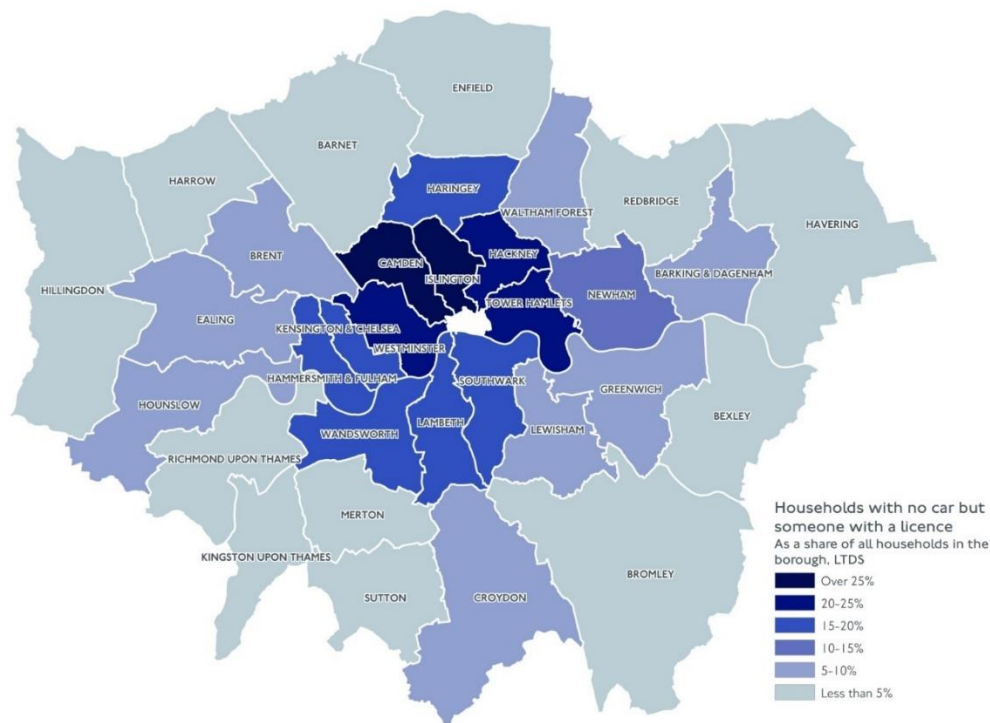 ENFIELD
BARNET
HARROW
HARINGEY
WALTHAM FOREST
REDBRIDGE
HAVERING
BRENT
CAMDEN
ISLINGTON
HACKNEY
BARKING & DAGENHAM
HILLINGDON
EALING
NEWHAM
TOWER HAMLETS
KENSINGTON & CHELSEA
WESTMINSTER
HAMMERSMITH & FULHAM
SOUTHWARK
GREENWICH
HOUNSLOW
BEXLEY
WANDSWORTH
LAMBETH
LEWISHAM
RICHMOND UPON THAMES
MERTON
KINGSTON UPON THAMES
SUTTON
CROYDON
BROMLEY
Households with no car but
someone with a licence
As a share of all households in the
borough, LTDS
Over 25%
20-25%
15-20%
10-15%
5-10%
Less than 5%